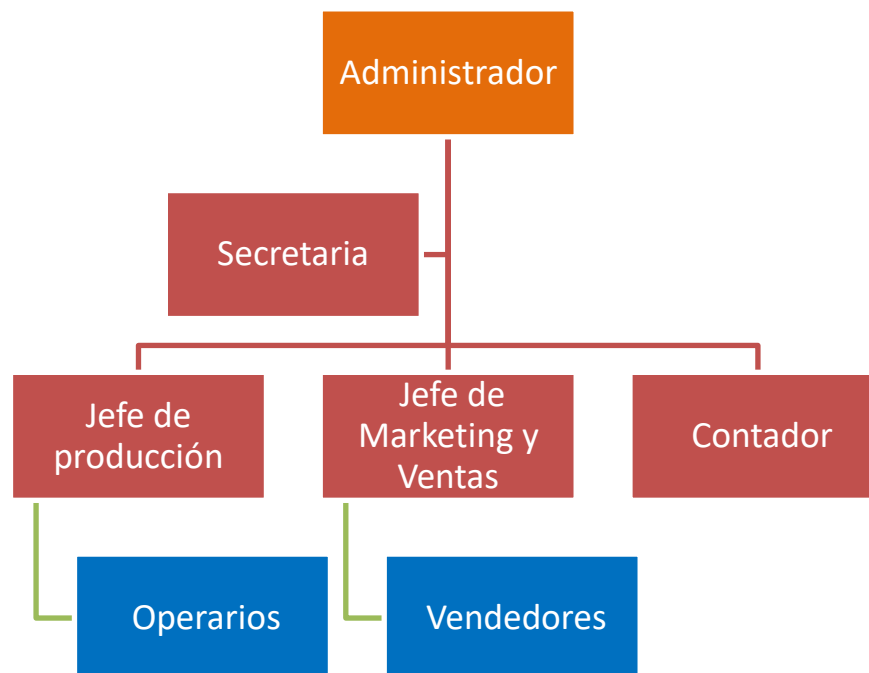 Administrador
Secretaria
Jefe de
producción
Jefe de
Marketing y
Ventas
Contador
Operarios
Vendedores